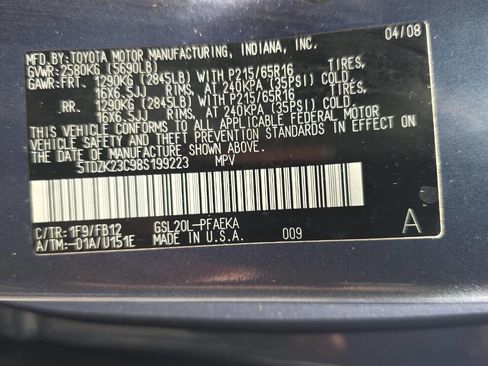 MFD.BY:TOYOTA MOTOR MANUFACTURING, INDIANA, INC. 04/08
GVWR:2580KG (5690LB)
GAWR:FRT. 1290KG (2845LB) WITH P215/65R16 TIRES,
16X6.5JJ RIMS, AT 240KPA (35PSI) COLD
RR. 1290KG (2845LB) WITH P215/65R16 TIRES,
16X6.5JJ RIMS, AT 240KPA (35PSI) COLD
THIS VEHICLE CONFORMS TO ALL APPLICABLE FEDERAL MOTOR
VEHICLE SAFETY AND THEFT PREVENTION STANDARDS IN EFFECT ON
THE DATE OF MANUFACTURE SHOWN ABOVE.
5TDZK23C98S199223 MPV
C/TR: 1F9/FB12 GSL20L-PFAEKA A
A/TM:-01A/U151E MADE IN U.S.A. 009